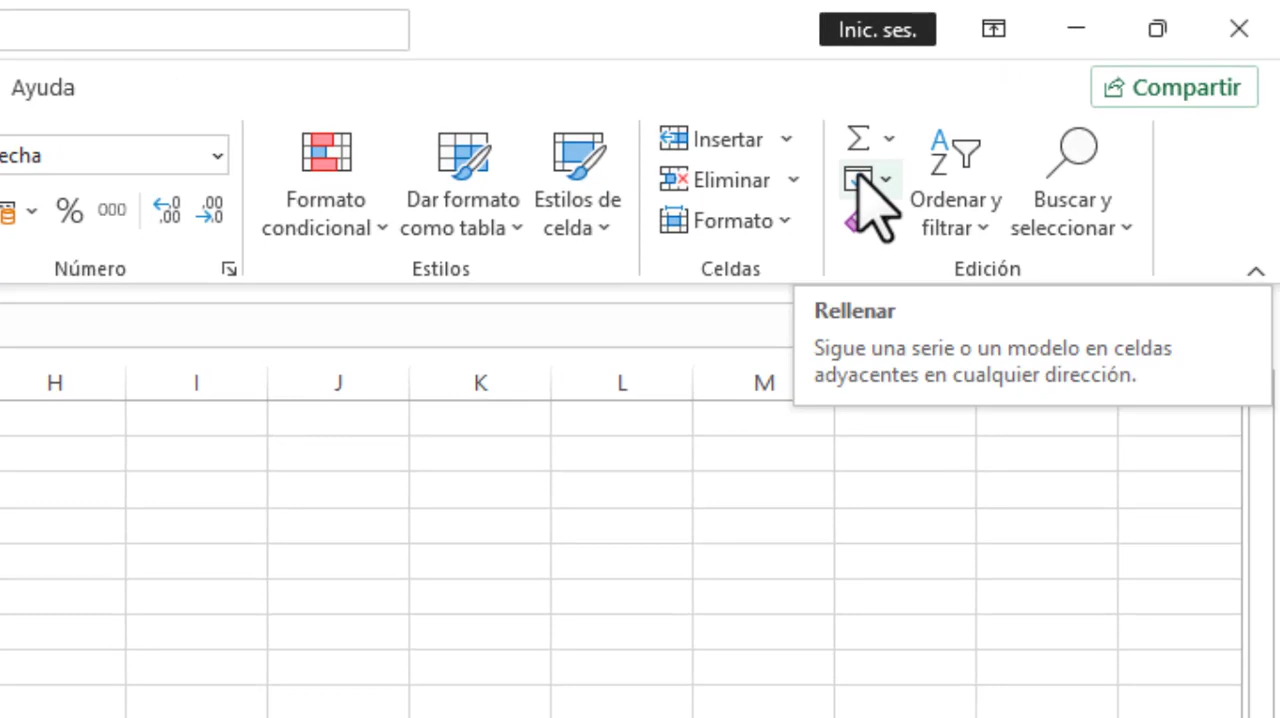 Inic. ses.
Ayuda
Compartir
echa
Insertar
Eliminar
Formato
Formato
condicional
Dar formato
como tabla
Estilos de
celda
Ordenar y
filtrar
Buscar y
seleccionar
% 000 ,00 ,00
Número
Estilos
Celdas
Edición
Rellenar
Sigue una serie o un modelo en celdas
adyacentes en cualquier dirección.
H I J K L M